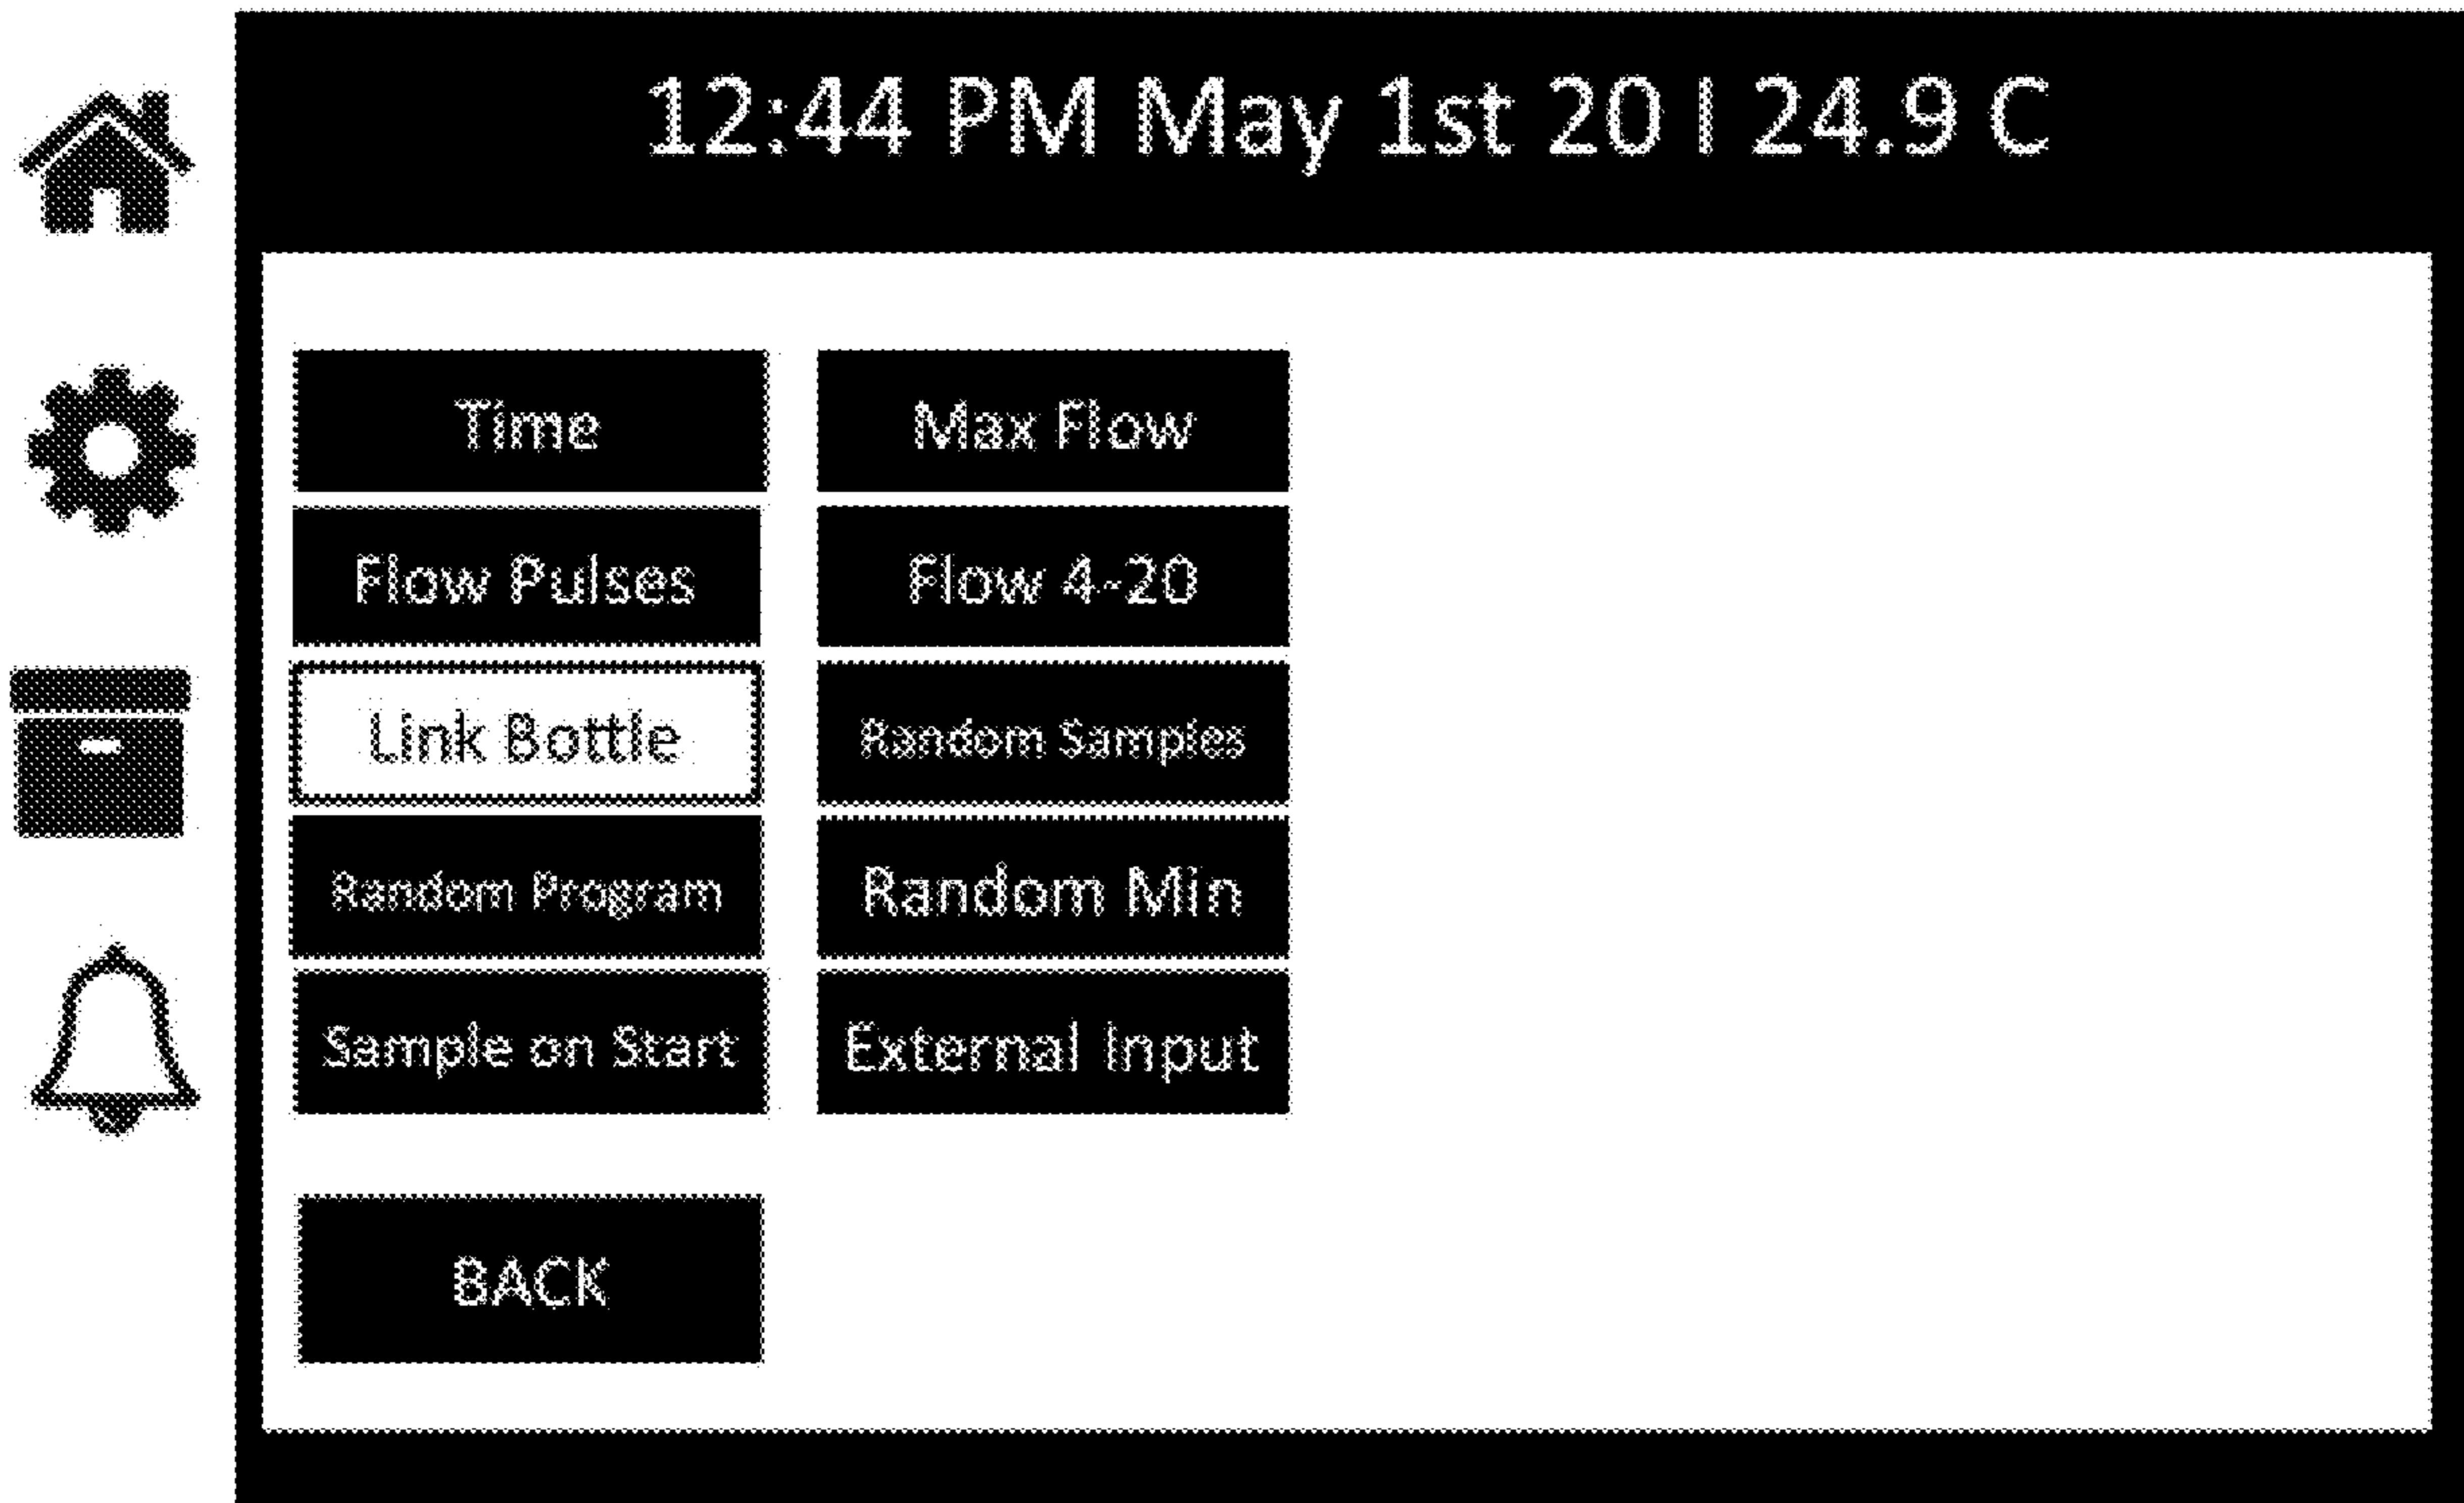 12:44 PM May 1st 20 I 24.9 C
Time
Max Flow
Flow Pulses
Flow 4-20
Link Bottle
Random Samples
Random Program
Random Min
Sample on Start
External Input
BACK